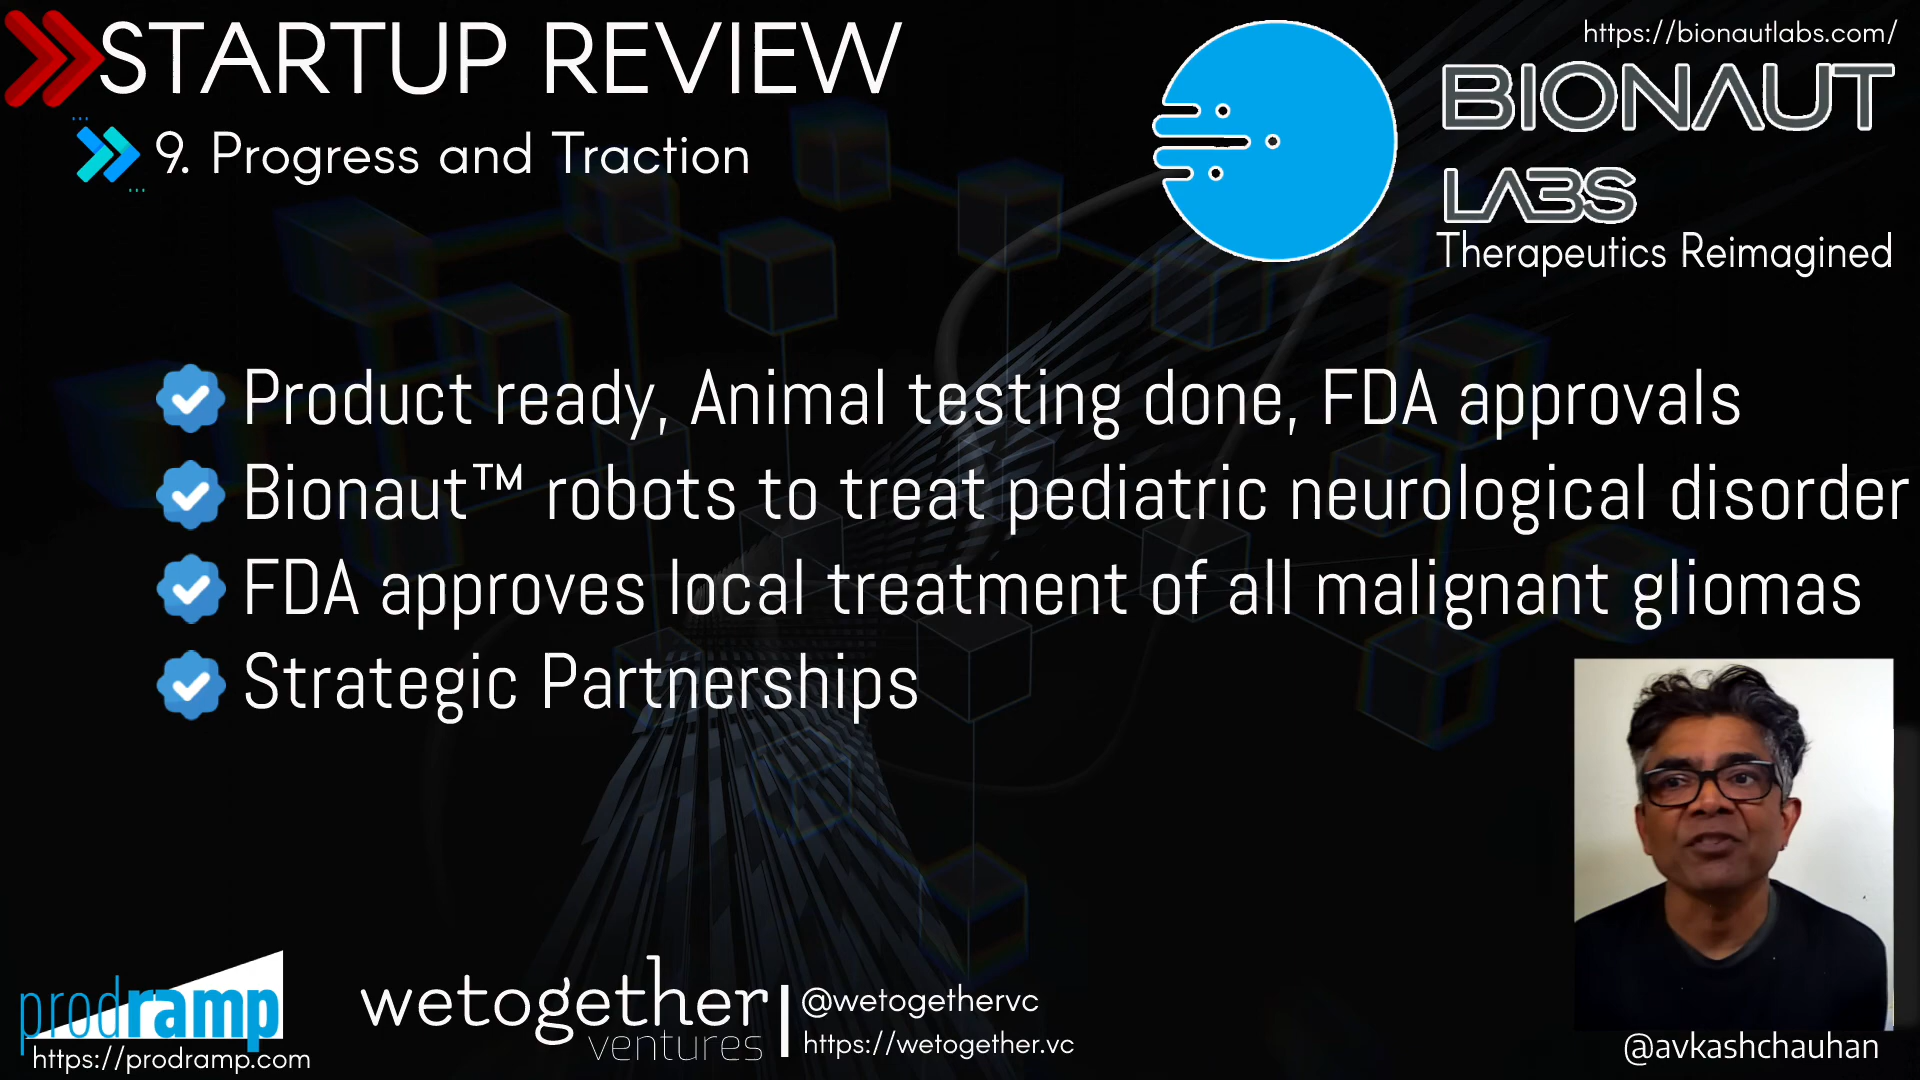 STARTUP REVIEW
9. Progress and Traction
https://bionautlabs.com/
BIONAUT
LABS
Therapeutics Reimagined
Product ready, Animal testing done, FDA approvals
Bionaut™ robots to treat pediatric neurological disorder
FDA approves local treatment of all malignant gliomas
Strategic Partnerships
prodramp
https://prodramp.com
wetogether
ventures
@wetogethervc
https://wetogether.vc
@avkashchauhan